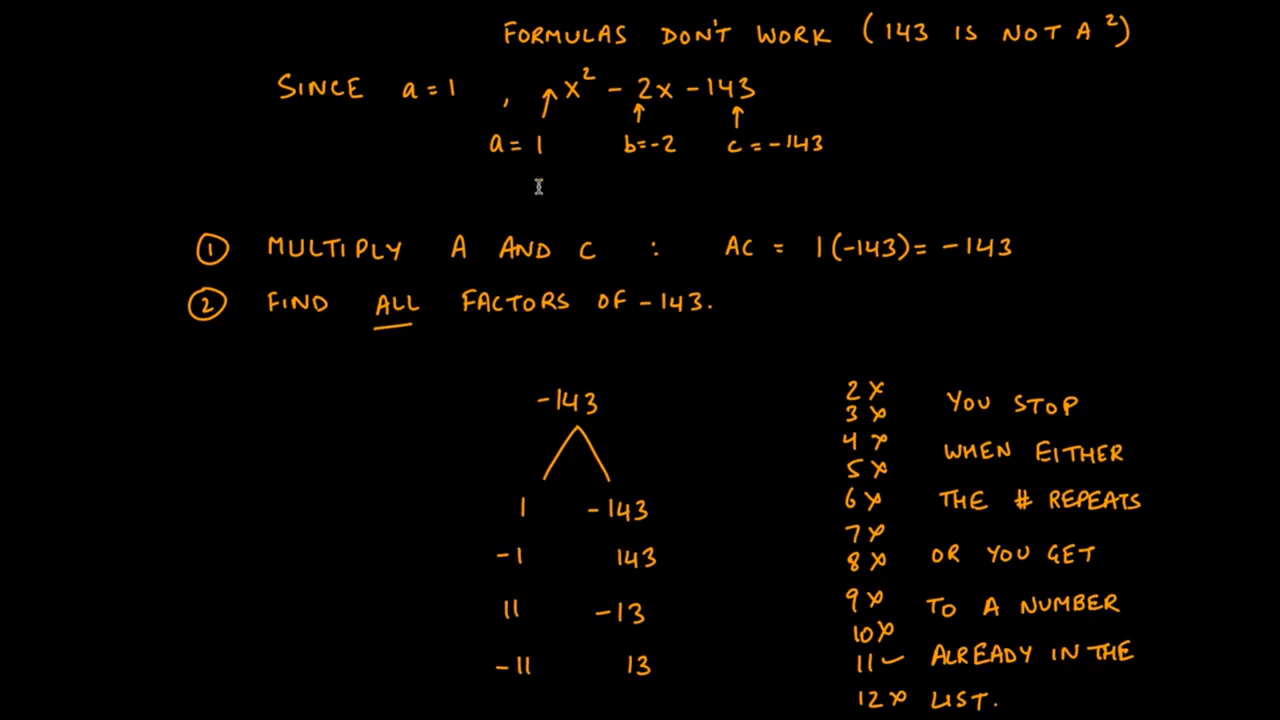 FORMULAS DON'T WORK (143 IS NOT A ²)
SINCE a = 1 , x² - 2x - 143
a = 1 b=-2 c = -143
① MULTIPLY A AND C : AC = 1(-143) = -143
② FIND ALL FACTORS OF -143.
-143
1 -143
-1 143
11 -13
-11 13
2 x
3 x
4 x
5 x
6 x
7 x
8 x
9 x
10 x
11 ✓
12 x
YOU STOP
WHEN EITHER
THE # REPEATS
OR YOU GET
TO A NUMBER
ALREADY IN THE
LIST.